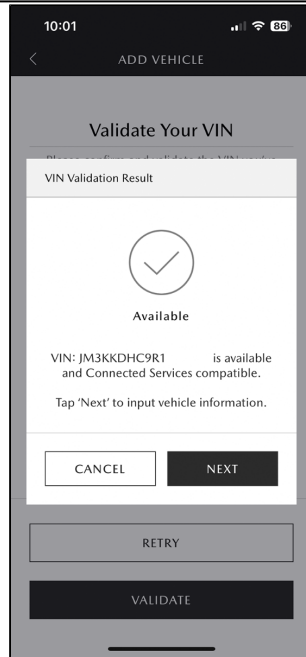 10:01 86
ADD VEHICLE
Validate Your VIN
VIN Validation Result
Available
VIN: JM3KKDHC9R1 is available
and Connected Services compatible.
Tap ‘Next’ to input vehicle information.
CANCEL NEXT
RETRY
VALIDATE